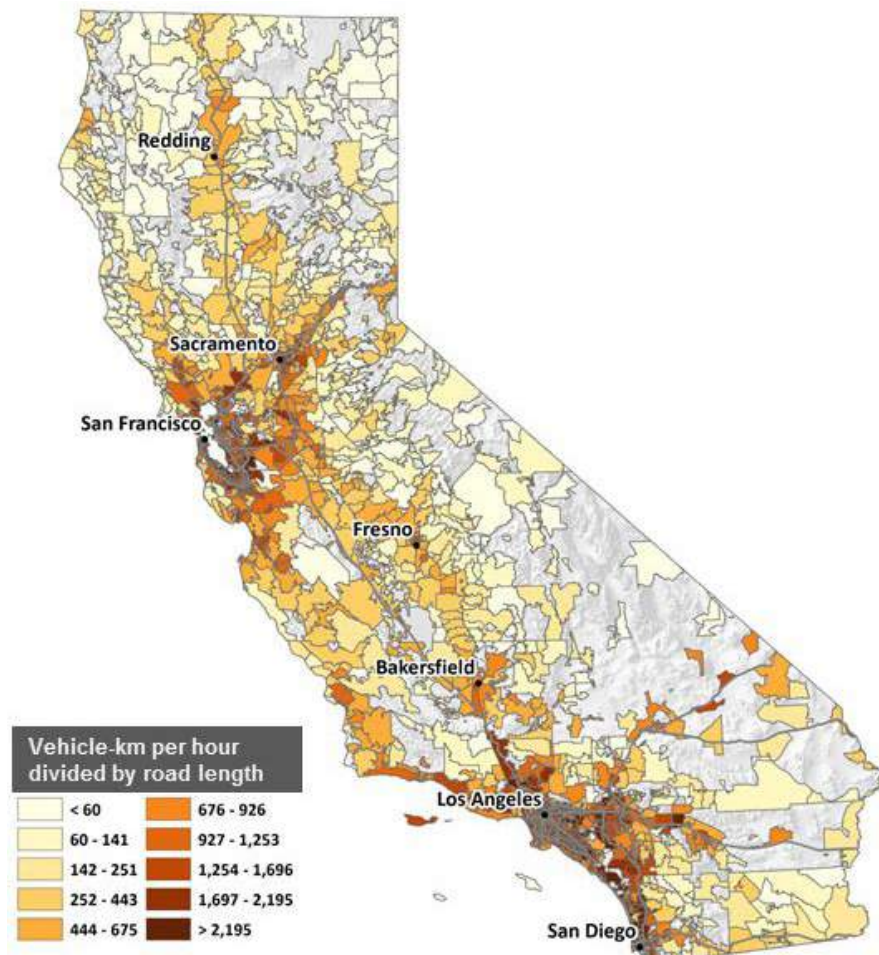 Redding
Sacramento
San Francisco
Fresno
Bakersfield
Los Angeles
San Diego
Vehicle-km per hour
divided by road length
< 60
60 - 141
142 - 251
252 - 443
444 - 675
676 - 926
927 - 1,253
1,254 - 1,696
1,697 - 2,195
> 2,195